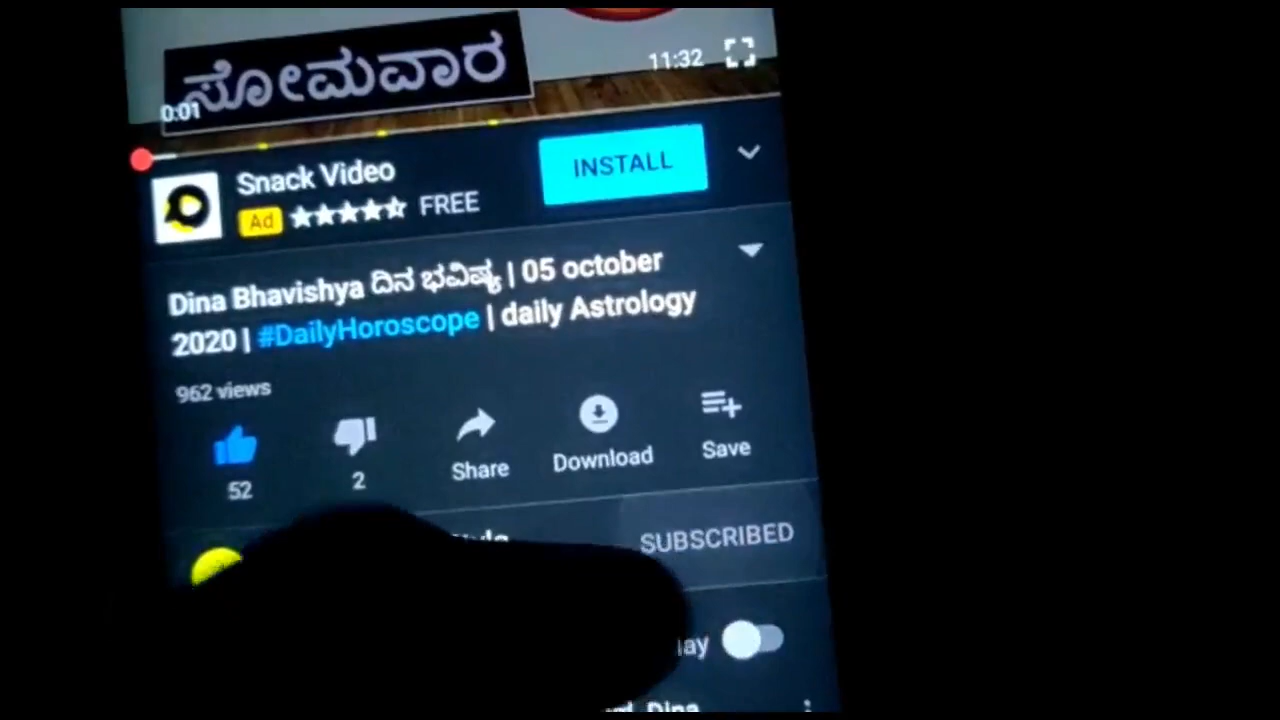 ಸೋಮವಾರ
11:32
0:01
Snack Video
INSTALL
Ad FREE
Dina Bhavishya ದಿನ ಭವಿಷ್ಯ | 05 october
2020 | #DailyHoroscope | daily Astrology
962 views
52
2
Share
Download
Save
SUBSCRIBED
Dina